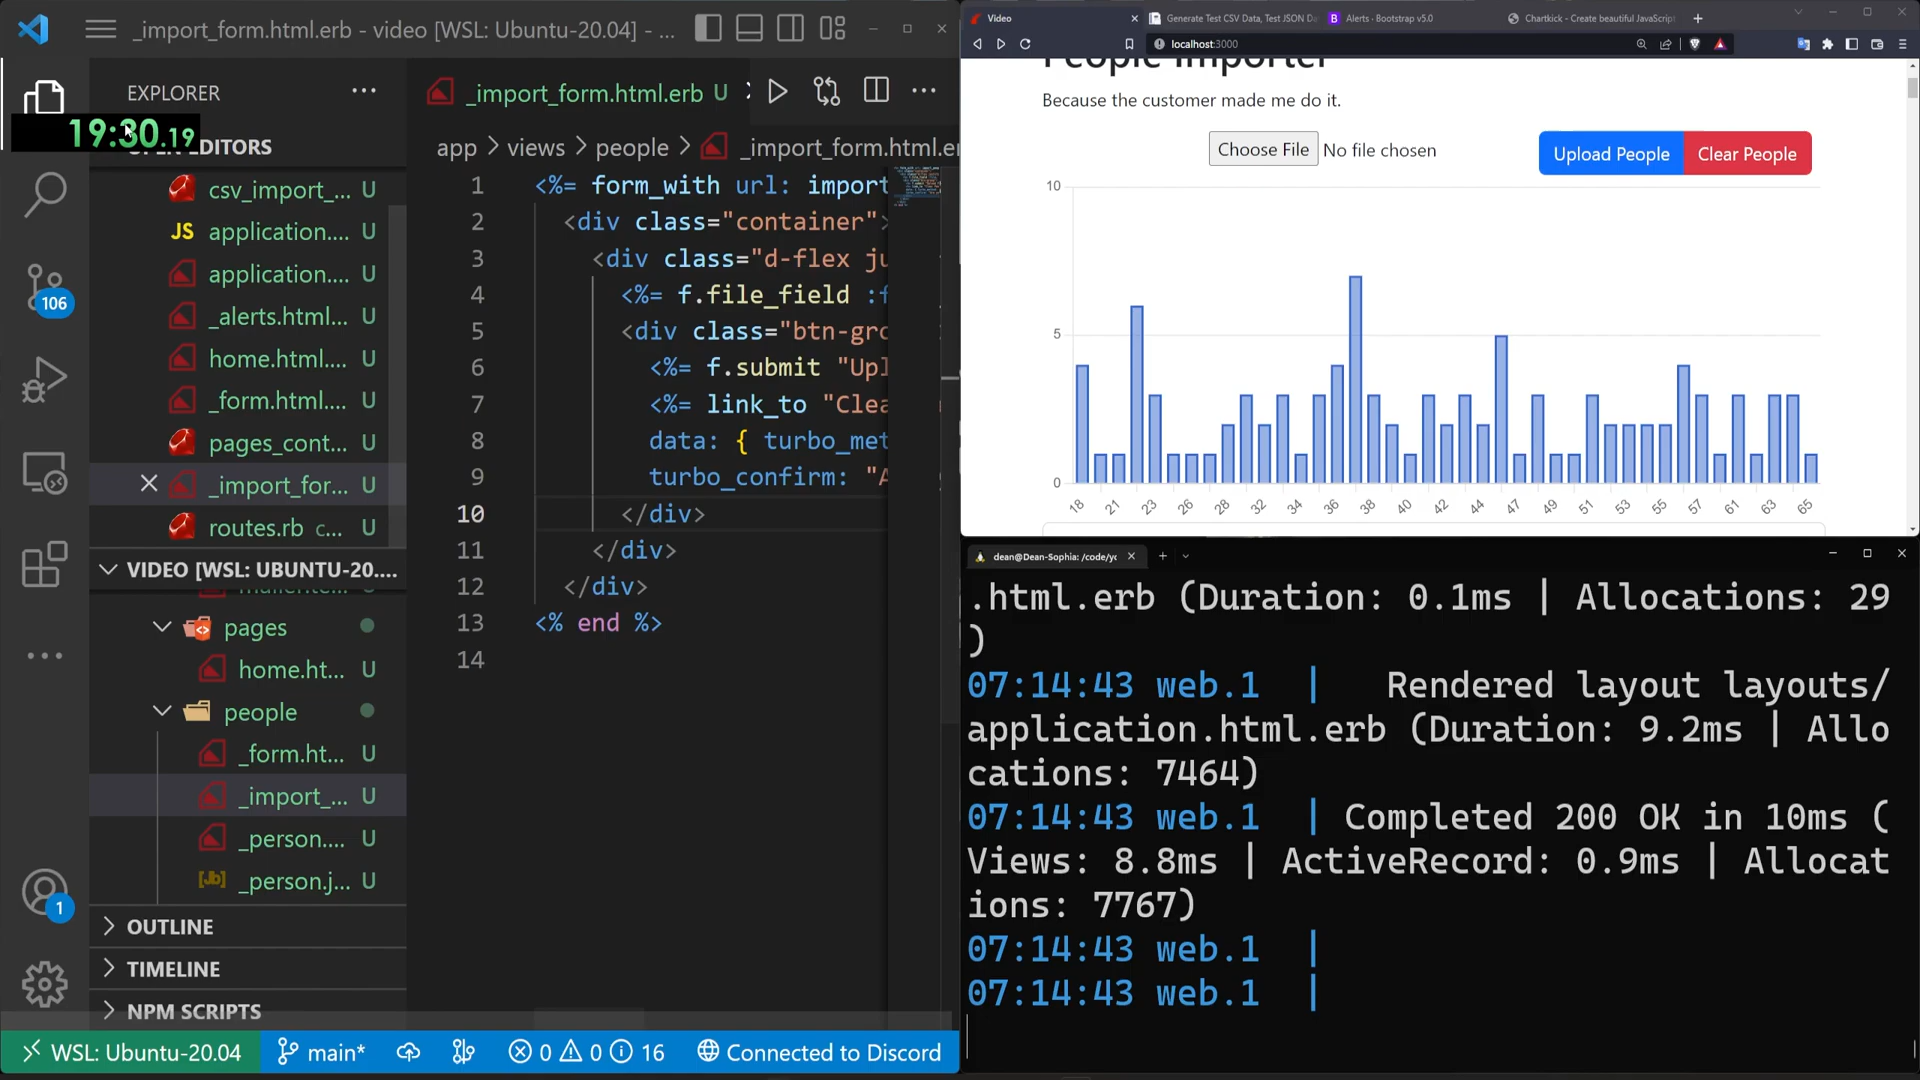 _import_form.html.erb - video [WSL: Ubuntu-20.04] - ...
EXPLORER
19:30.19
EDITORS
csv_import_... U
JS application.... U
application.... U
_alerts.html... U
home.html.... U
_form.html.... U
pages_cont... U
_import_for... U
routes.rb c... U
VIDEO [WSL: UBUNTU-20....
pages
home.ht... U
people
_form.ht... U
_import_... U
_person.... U
_person.j... U
OUTLINE
TIMELINE
NPM SCRIPTS
106
1
_import_form.html.erb U
app > views > people > _import_form.html.er
1 <%= form_with url: import
2 <div class="container">
3 <div class="d-flex ju
4 <%= f.file_field :f
5 <div class="btn-gro
6 <%= f.submit "Upl
7 <%= link_to "Clea
8 data: { turbo_met
9 turbo_confirm: "A
10 </div>
11 </div>
12 </div>
13 <% end %>
14
WSL: Ubuntu-20.04 main* 0 0 16 Connected to Discord
Video
Generate Test CSV Data, Test JSON Da
Alerts · Bootstrap v5.0
Chartkick - Create beautiful JavaScript
localhost:3000
People Importer
Because the customer made me do it.
Choose File No file chosen
Upload People Clear People
10
5
0
18 21 23 26 28 32 34 36 38 40 42 44 47 49 51 53 55 57 61 63 65
dean@Dean-Sophia: /code/yo
.html.erb (Duration: 0.1ms | Allocations: 29
)
07:14:43 web.1 | Rendered layout layouts/
application.html.erb (Duration: 9.2ms | Allo
cations: 7464)
07:14:43 web.1 | Completed 200 OK in 10ms (
Views: 8.8ms | ActiveRecord: 0.9ms | Allocat
ions: 7767)
07:14:43 web.1 |
07:14:43 web.1 |